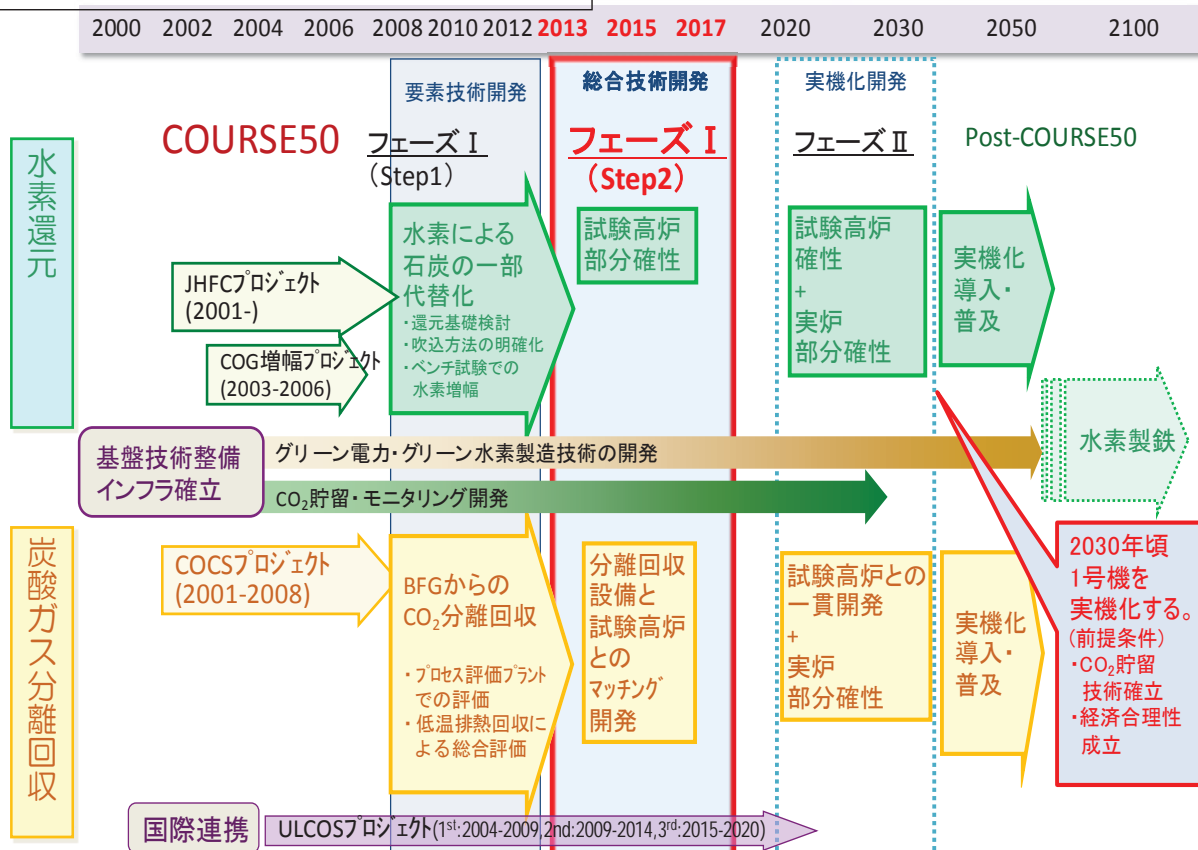 2000 2002 2004 2006 2008 2010 2012 2013 2015 2017 2020 2030 2050 2100
要素技術開発
総合技術開発
実機化開発
COURSE50
フェーズⅠ
(Step1)
フェーズⅠ
(Step2)
フェーズⅡ
Post-COURSE50
水素還元
JHFCプロジェクト
(2001-)
COG増幅プロジェクト
(2003-2006)
水素による
石炭の一部
代替化
・還元基礎検討
・吹込方法の明確化
・ベンチ試験での
水素増幅
試験高炉
部分確性
試験高炉
確性
+
実炉
部分確性
実機化
導入・
普及
水素製鉄
基盤技術整備
インフラ確立
グリーン電力・グリーン水素製造技術の開発
CO₂貯留・モニタリング開発
炭酸ガス分離回収
COCSプロジェクト
(2001-2008)
BFGからの
CO₂分離回収
・プロセス評価プラント
での評価
・低温排熱回収に
よる総合評価
分離回収
設備と
試験高炉
との
マッチング
開発
試験高炉との
一貫開発
+
実炉
部分確性
実機化
導入・
普及
2030年頃
1号機を
実機化する。
(前提条件)
・CO₂貯留
技術確立
・経済合理性
成立
国際連携
ULCOSプロジェクト(1st:2004-2009,2nd:2009-2014,3rd:2015-2020)